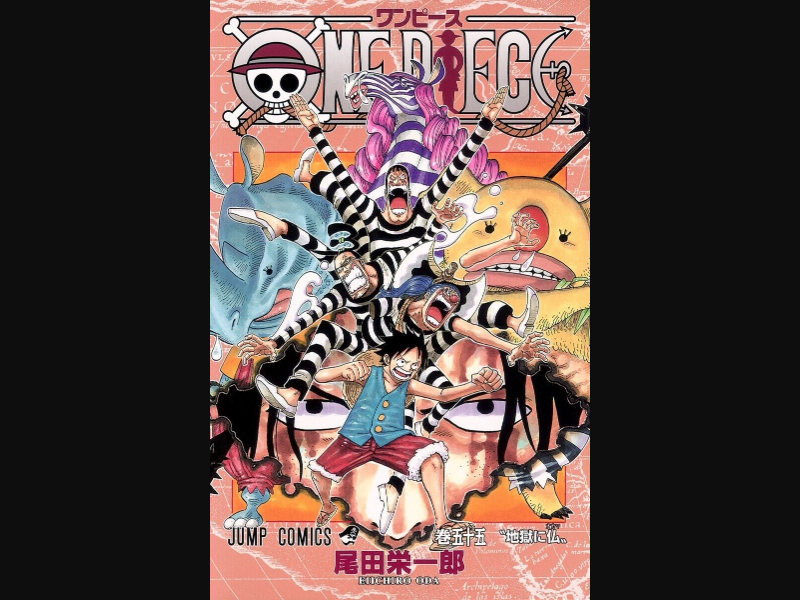 ワンピース
ONE PIECE
JUMP COMICS
巻五十五 "地獄に仏"
尾田栄一郎
EIICHIRO ODA